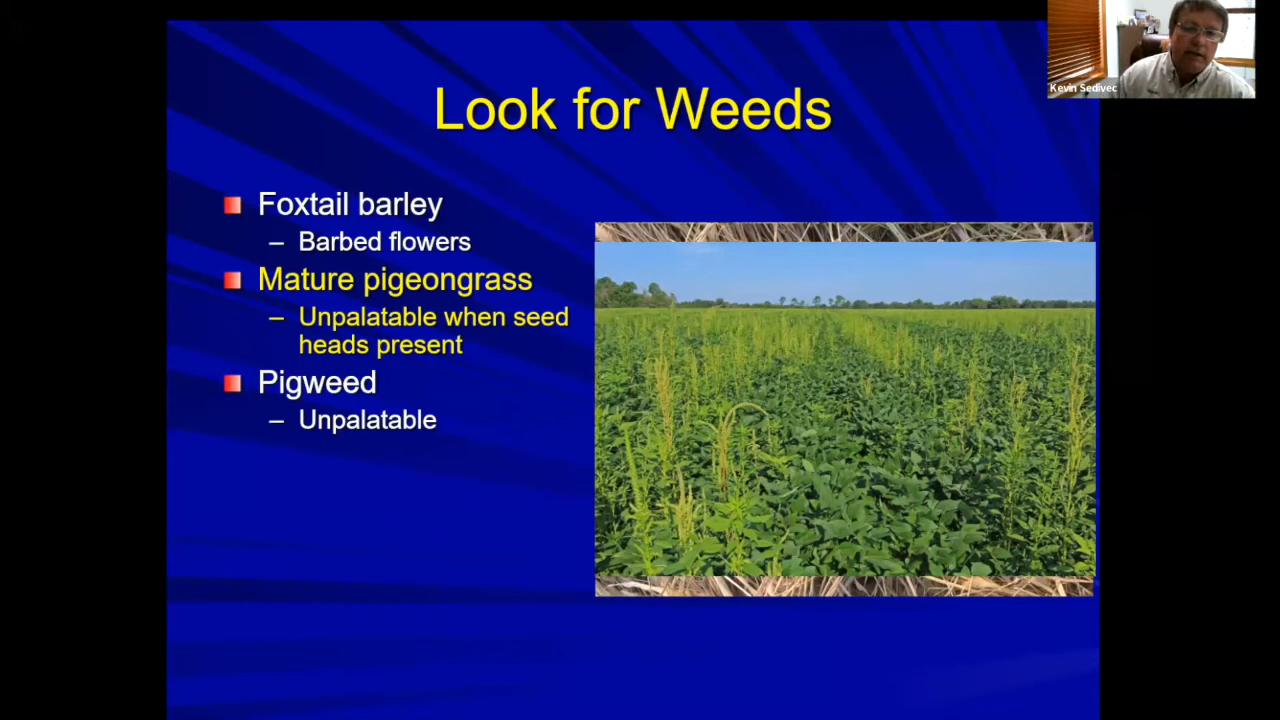 Look for Weeds
Foxtail barley
– Barbed flowers
Mature pigeongrass
– Unpalatable when seed
heads present
Pigweed
– Unpalatable
Kevin Sedivec